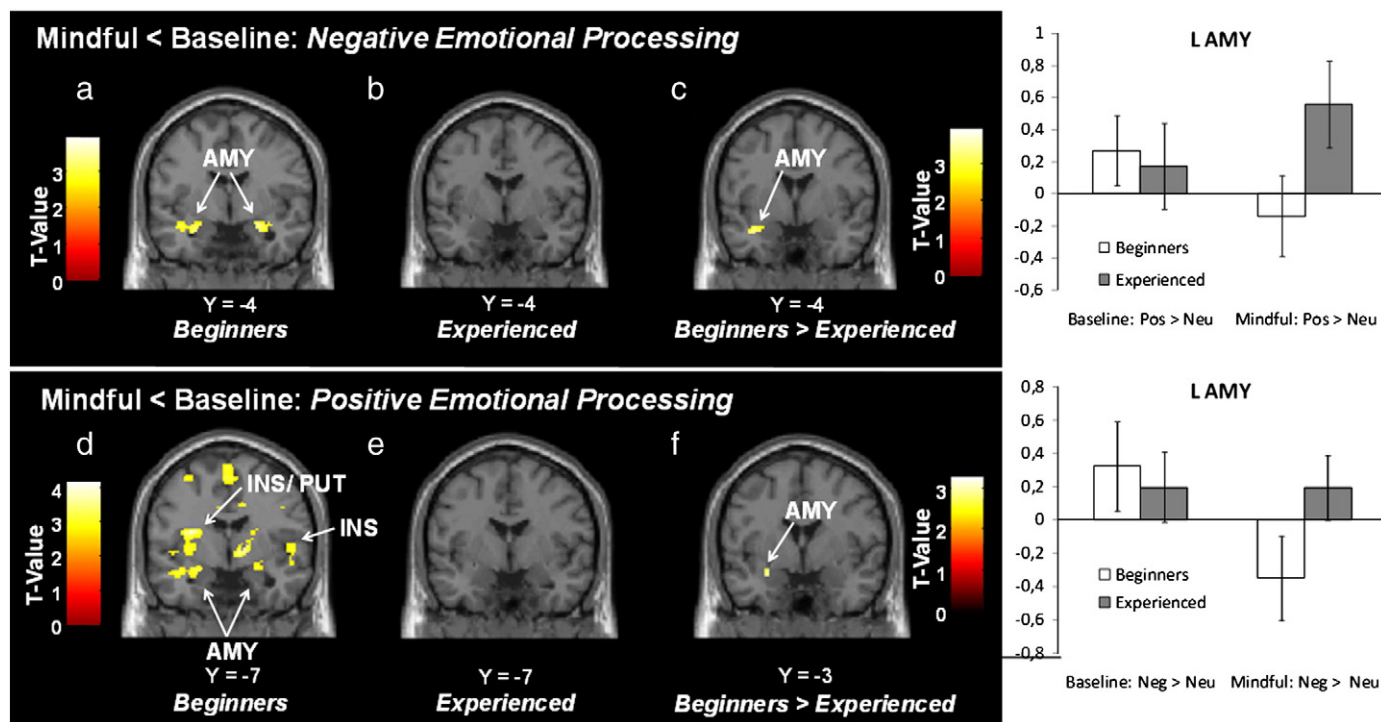 Mindful < Baseline: Negative Emotional Processing
a
b
c
AMY
AMY
T-Value
3
2
1
0
T-Value
3
2
1
0
Y = -4
Y = -4
Y = -4
Beginners
Experienced
Beginners > Experienced
L AMY
1
0,8
0,6
0,4
0,2
0
-0,2
-0,4
-0,6
Beginners
Experienced
Baseline: Pos > Neu
Mindful: Pos > Neu
Mindful < Baseline: Positive Emotional Processing
d
e
f
INS/ PUT
INS
AMY
AMY
T-Value
4
3
2
1
0
T-Value
3
2
1
0
Y = -7
Y = -7
Y = -3
Beginners
Experienced
Beginners > Experienced
L AMY
0,8
0,6
0,4
0,2
0
-0,2
-0,4
-0,6
-0,8
Beginners
Experienced
Baseline: Neg > Neu
Mindful: Neg > Neu